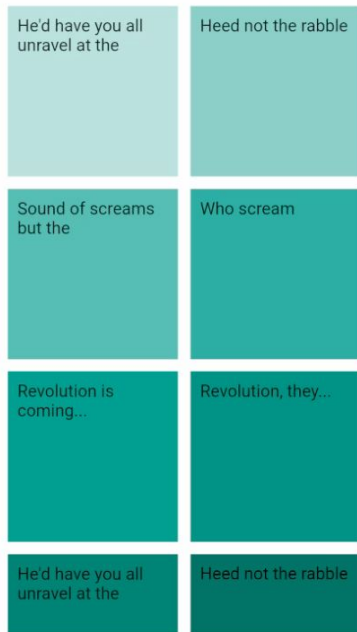 He'd have you all
unravel at the
Heed not the rabble
Sound of screams
but the
Who scream
Revolution is
coming...
Revolution, they...
He'd have you all
unravel at the
Heed not the rabble